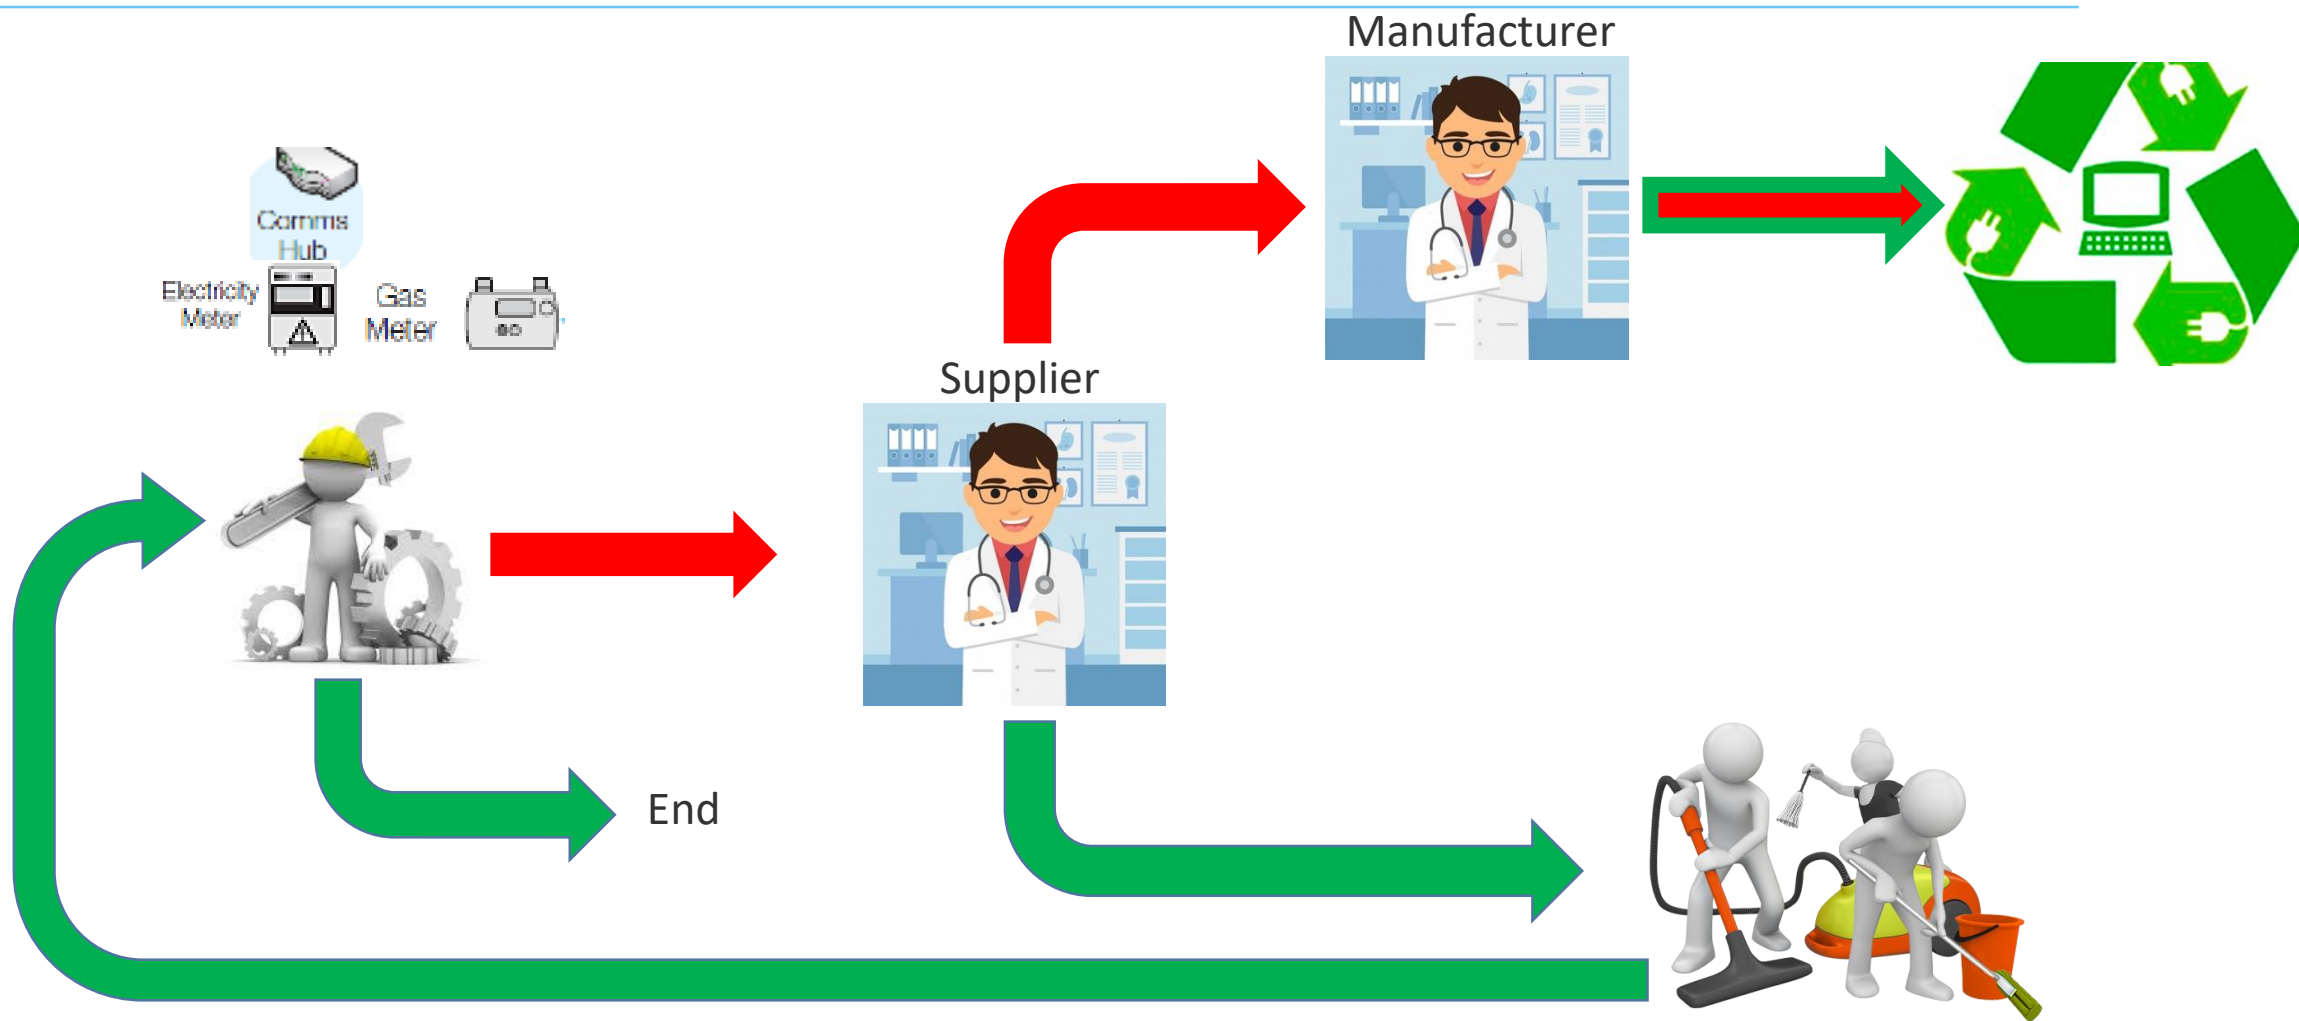 Manufacturer
Comms
Hub
Electricity
Meter
Gas
Meter
Supplier
End